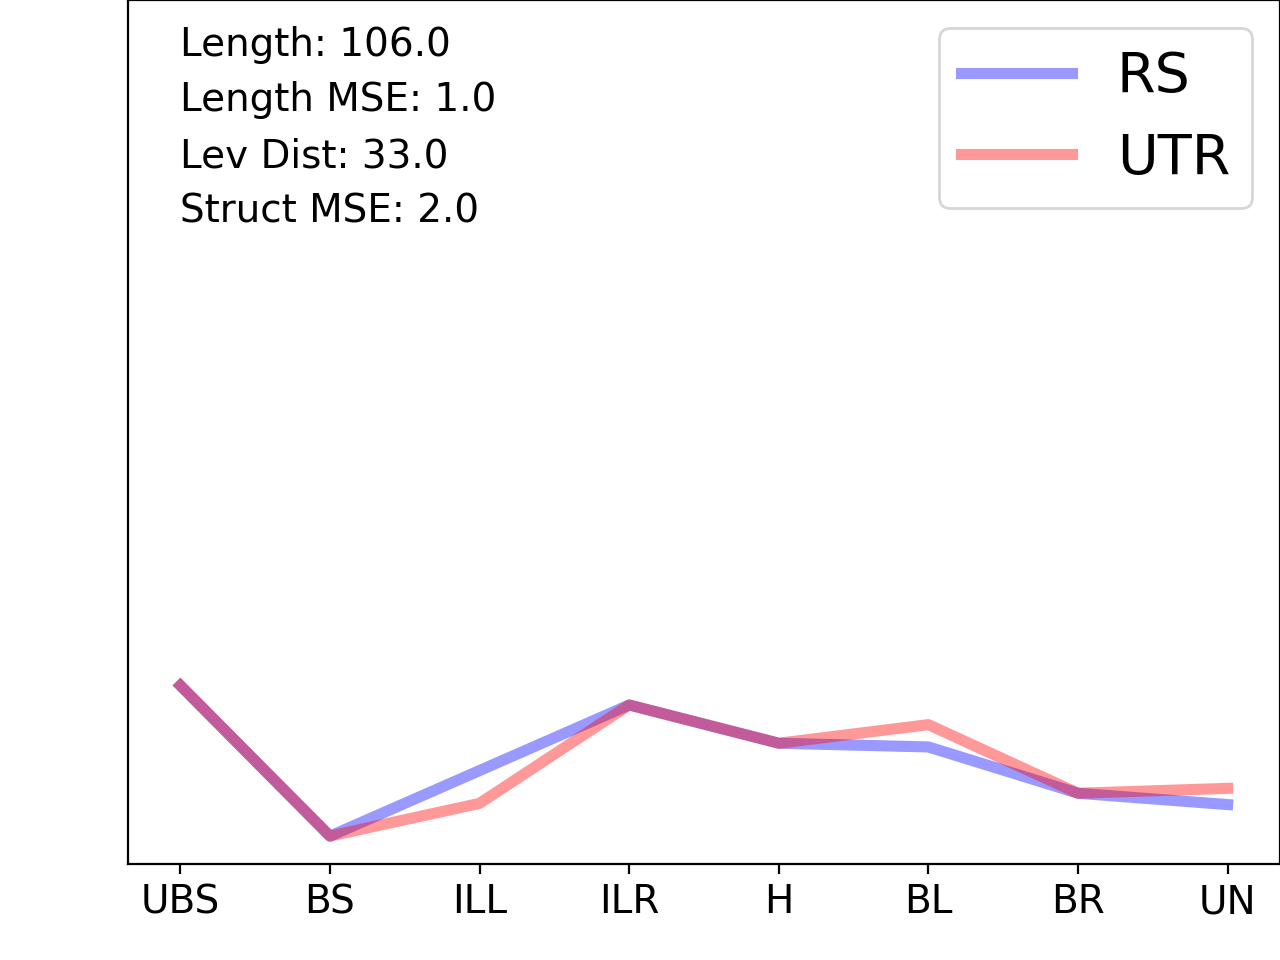 Length: 106.0
Length MSE: 1.0
Lev Dist: 33.0
Struct MSE: 2.0
RS
UTR
UBS BS ILL ILR H BL BR UN